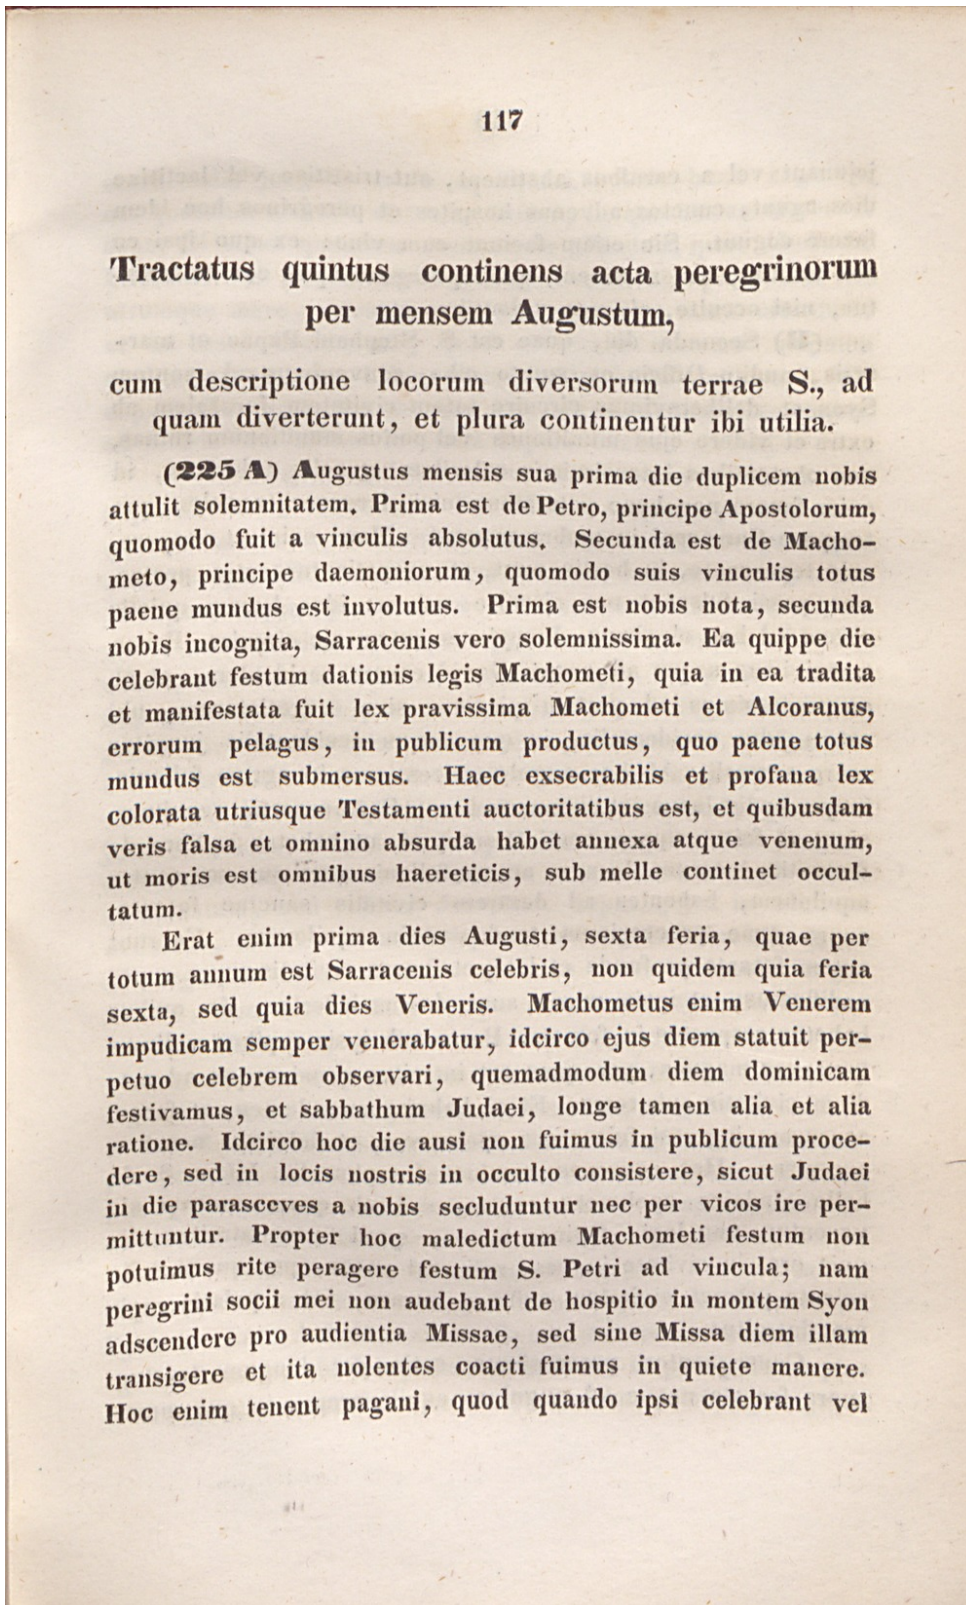 117
Tractatus quintus continens acta peregrinorum
per mensem Augustum,
cum descriptione locorum diversorum terrae S., ad
quam diverterunt, et plura continentur ibi utilia.
(225 A) Augustus mensis sua prima die duplicem nobis
attulit solemnitatem. Prima est de Petro, principe Apostolorum,
quomodo fuit a vinculis absolutus. Secunda est de Macho-
meto, principe daemoniorum, quomodo suis vinculis totus
paene mundus est involutus. Prima est nobis nota, secunda
nobis incognita, Sarracenis vero solemnissima. Ea quippe die
celebrant festum dationis legis Machometi, quia in ea tradita
et manifestata fuit lex pravissima Machometi et Alcoranus,
errorum pelagus, in publicum productus, quo paene totus
mundus est submersus. Haec exsecrabilis et profana lex
colorata utriusque Testamenti auctoritatibus est, et quibusdam
veris falsa et omnino absurda habet annexa atque venenum,
ut moris est omnibus haereticis, sub melle continet occul-
tatum.
Erat enim prima dies Augusti, sexta feria, quae per
totum annum est Sarracenis celebris, non quidem quia feria
sexta, sed quia dies Veneris. Machometus enim Venerem
impudicam semper venerabatur, idcirco ejus diem statuit per-
petuo celebrem observari, quemadmodum diem dominicam
festivamus, et sabbathum Judaei, longe tamen alia et alia
ratione. Idcirco hoc die ausi non fuimus in publicum proce-
dere, sed in locis nostris in occulto consistere, sicut Judaei
in die parasceves a nobis secluduntur nec per vicos ire per-
mittuntur. Propter hoc maledictum Machometi festum non
potuimus rite peragere festum S. Petri ad vincula; nam
peregrini socii mei non audebant de hospitio in montem Syon
adscendere pro audientia Missae, sed sine Missa diem illam
transigere et ita nolentes coacti fuimus in quiete manere.
Hoc enim tenent pagani, quod quando ipsi celebrant vel